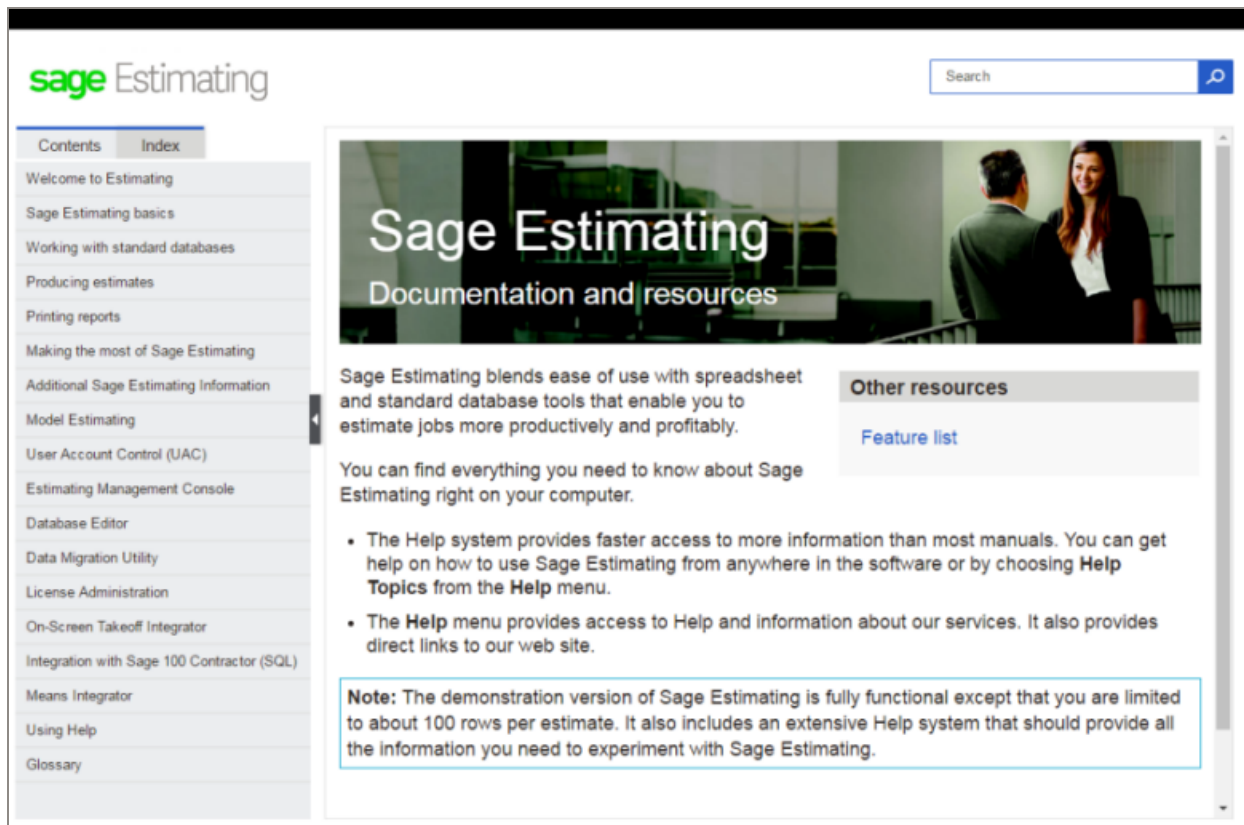 sage Estimating
Search
Contents
Index
Welcome to Estimating
Sage Estimating basics
Working with standard databases
Producing estimates
Printing reports
Making the most of Sage Estimating
Additional Sage Estimating Information
Model Estimating
User Account Control (UAC)
Estimating Management Console
Database Editor
Data Migration Utility
License Administration
On-Screen Takeoff Integrator
Integration with Sage 100 Contractor (SQL)
Means Integrator
Using Help
Glossary
Sage Estimating
Documentation and resources
Sage Estimating blends ease of use with spreadsheet
and standard database tools that enable you to
estimate jobs more productively and profitably.
Other resources
Feature list
You can find everything you need to know about Sage
Estimating right on your computer.
• The Help system provides faster access to more information than most manuals. You can get
help on how to use Sage Estimating from anywhere in the software or by choosing Help
Topics from the Help menu.
• The Help menu provides access to Help and information about our services. It also provides
direct links to our web site.
Note: The demonstration version of Sage Estimating is fully functional except that you are limited
to about 100 rows per estimate. It also includes an extensive Help system that should provide all
the information you need to experiment with Sage Estimating.